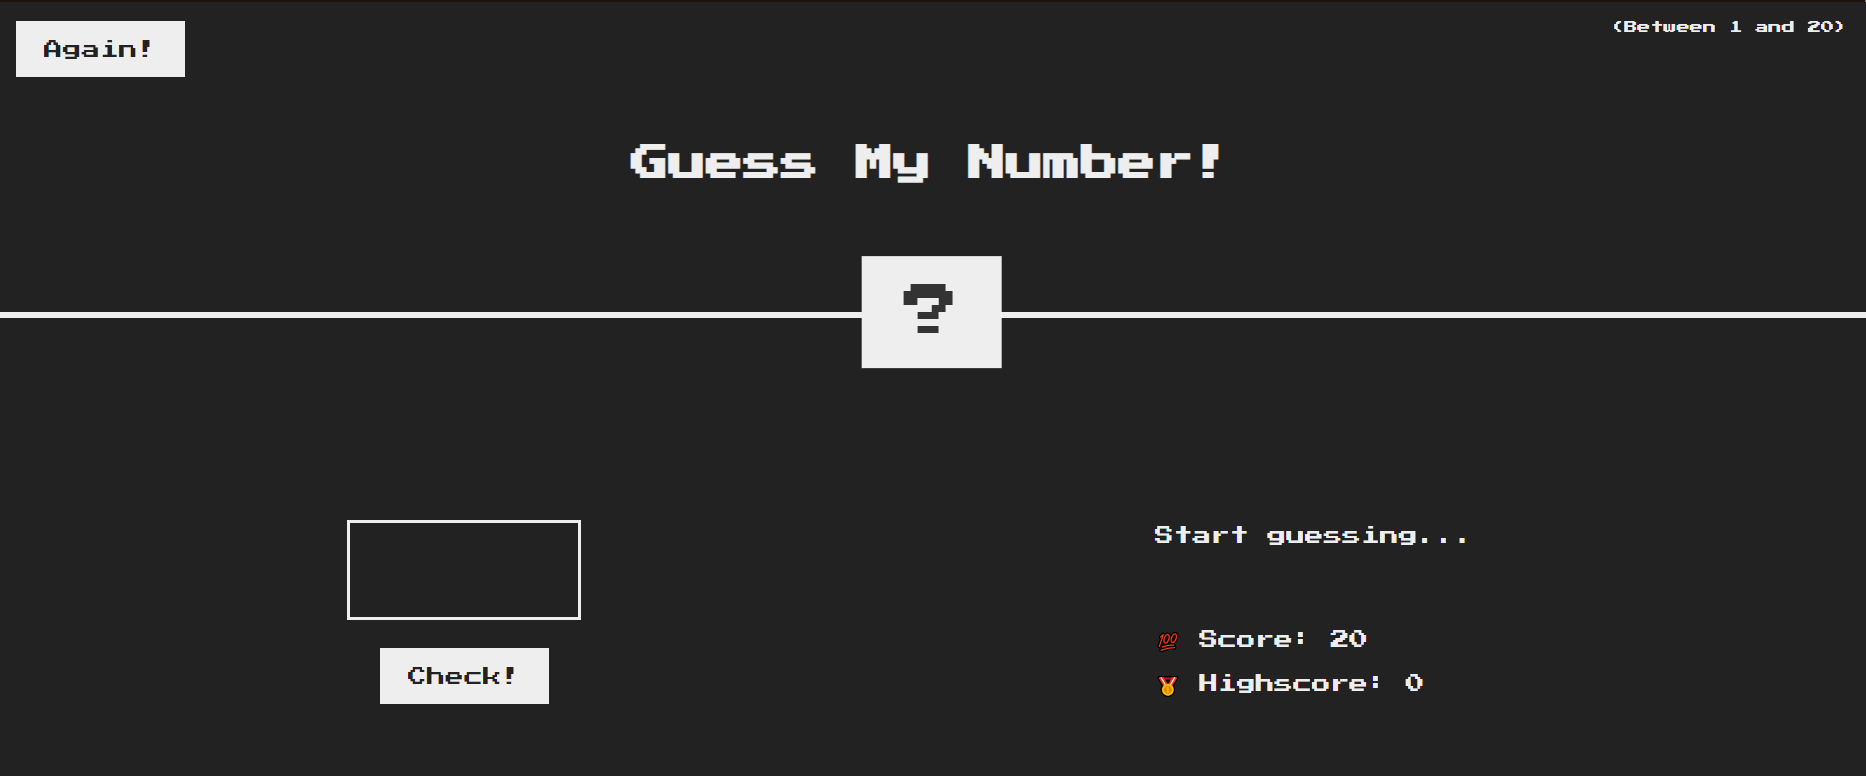 Again!
(Between 1 and 20)
Guess My Number!
?
Start guessing...
💯 Score: 20
Check!
🥇 Highscore: 0